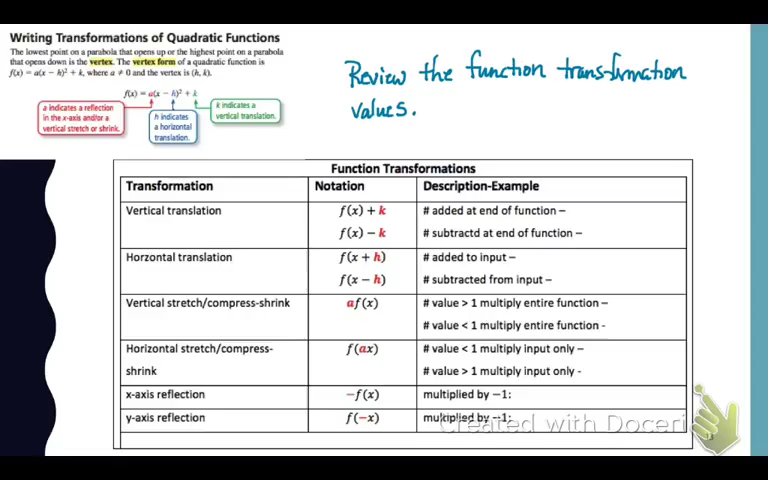 Writing Transformations of Quadratic Functions
The lowest point on a parabola that opens up or the highest point on a parabola
that opens down is the vertex. The vertex form of a quadratic function is
f(x) = a(x − h)² + k, where a ≠ 0 and the vertex is (h, k).
f(x) = a(x − h)² + k
a indicates a reflection
in the x-axis and/or a
vertical stretch or shrink.
h indicates
a horizontal
translation.
k indicates a
vertical translation.
Review the function transformation
values.
Function Transformations
Transformation Notation Description-Example
Vertical translation f(x) + k # added at end of function –
f(x) − k # subtractd at end of function –
Horzontal translation f(x + h) # added to input –
f(x − h) # subtracted from input –
Vertical stretch/compress-shrink af(x) # value > 1 multiply entire function –
# value < 1 multiply entire function -
Horizontal stretch/compress- f(ax) # value < 1 multiply input only –
shrink # value > 1 multiply input only -
x-axis reflection −f(x) multiplied by −1:
y-axis reflection f(−x) multiplied by −1:
Created with Doceri